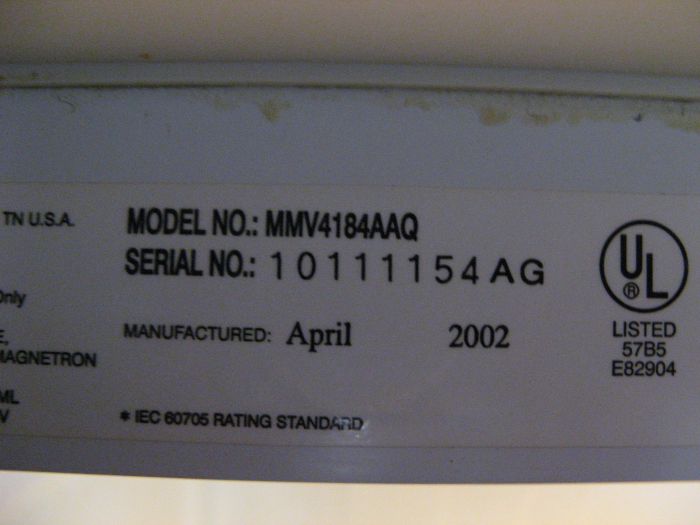 TN U.S.A.
MODEL NO.: MMV4184AAQ
SERIAL NO.: 10111154AG
Only
MANUFACTURED: April 2002
E,
MAGNETRON
ML
V
* IEC 60705 RATING STANDARD
UL
®
LISTED
57B5
E82904